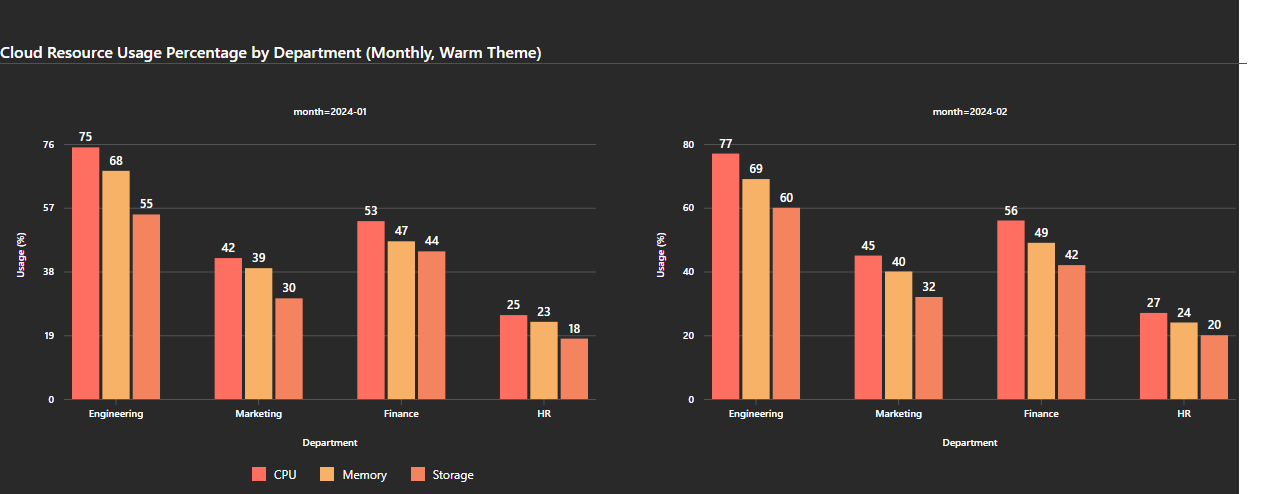 Cloud Resource Usage Percentage by Department (Monthly, Warm Theme)
month=2024-01
76
57
38
19
0
Usage (%)
75
68
55
42
39
30
53
47
44
25
23
18
Engineering
Marketing
Finance
HR
Department
month=2024-02
80
60
40
20
0
Usage (%)
77
69
60
45
40
32
56
49
42
27
24
20
Engineering
Marketing
Finance
HR
Department
CPU
Memory
Storage